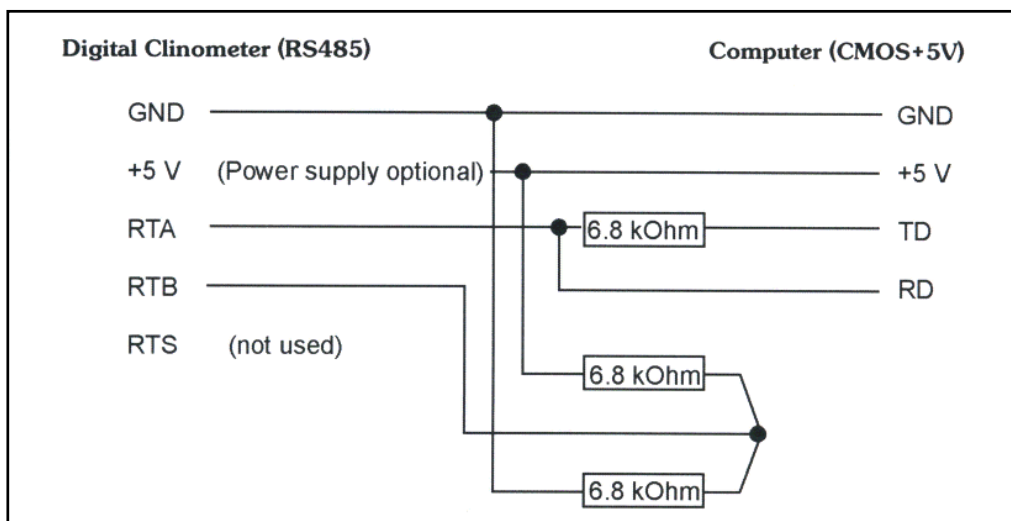 Digital Clinometer (RS485) Computer (CMOS+5V)
GND GND
+5 V (Power supply optional) +5 V
RTA 6.8 kOhm TD
RTB RD
RTS (not used)
6.8 kOhm
6.8 kOhm